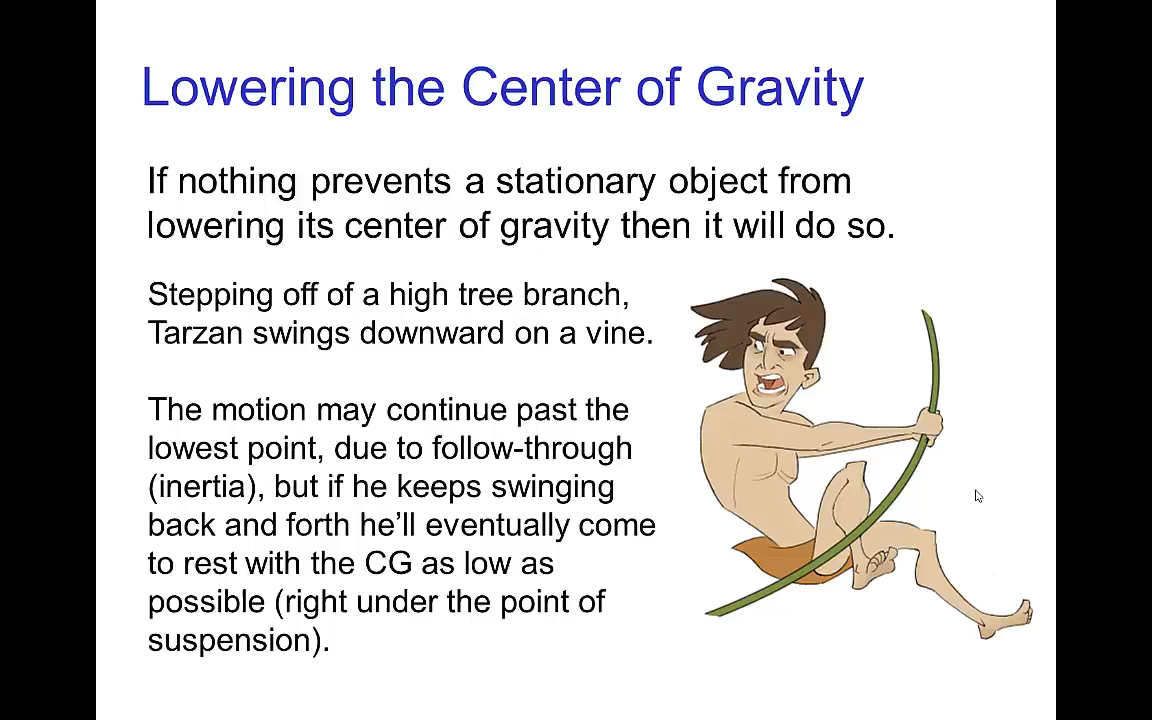 Lowering the Center of Gravity
If nothing prevents a stationary object from
lowering its center of gravity then it will do so.
Stepping off of a high tree branch,
Tarzan swings downward on a vine.
The motion may continue past the
lowest point, due to follow-through
(inertia), but if he keeps swinging
back and forth he’ll eventually come
to rest with the CG as low as
possible (right under the point of
suspension).